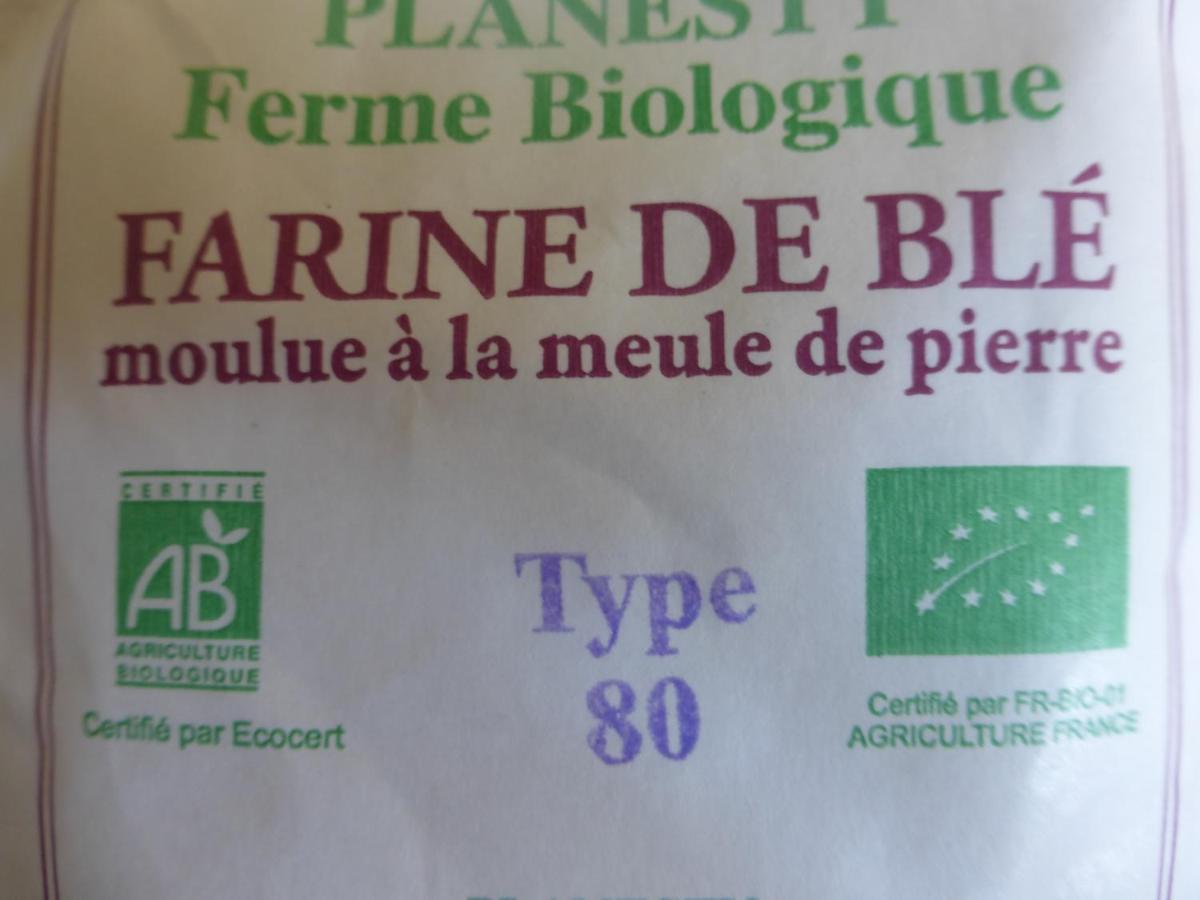 PLANESTY
Ferme Biologique
FARINE DE BLÉ
moulue à la meule de pierre
CERTIFIÉ
AB
AGRICULTURE
BIOLOGIQUE
Certifié par Ecocert
Type
80
Certifié par FR-BIO-01
AGRICULTURE FRANCE